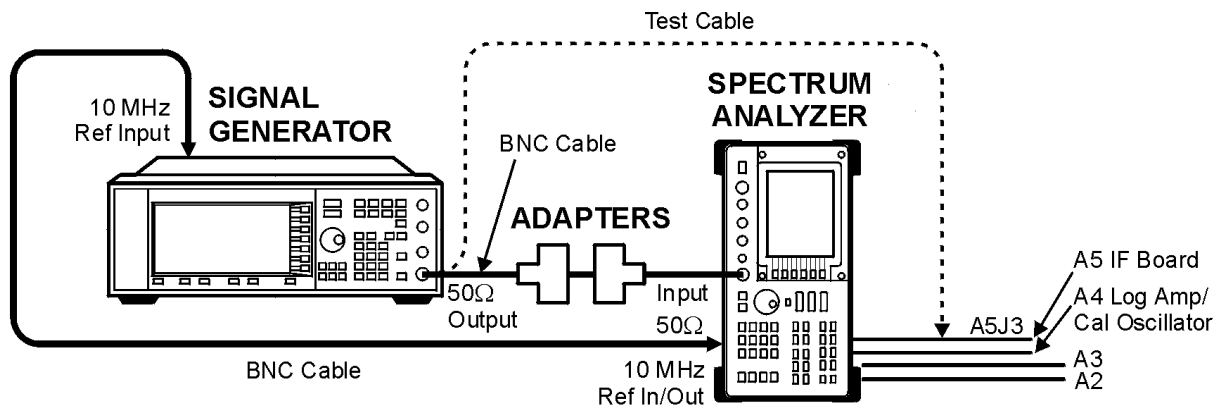 Test Cable
10 MHz
Ref Input
SIGNAL
GENERATOR
SPECTRUM
ANALYZER
BNC Cable
ADAPTERS
50Ω
Output
Input
50Ω
A5 IF Board
A4 Log Amp/
Cal Oscillator
A5J3
A3
A2
BNC Cable
10 MHz
Ref In/Out